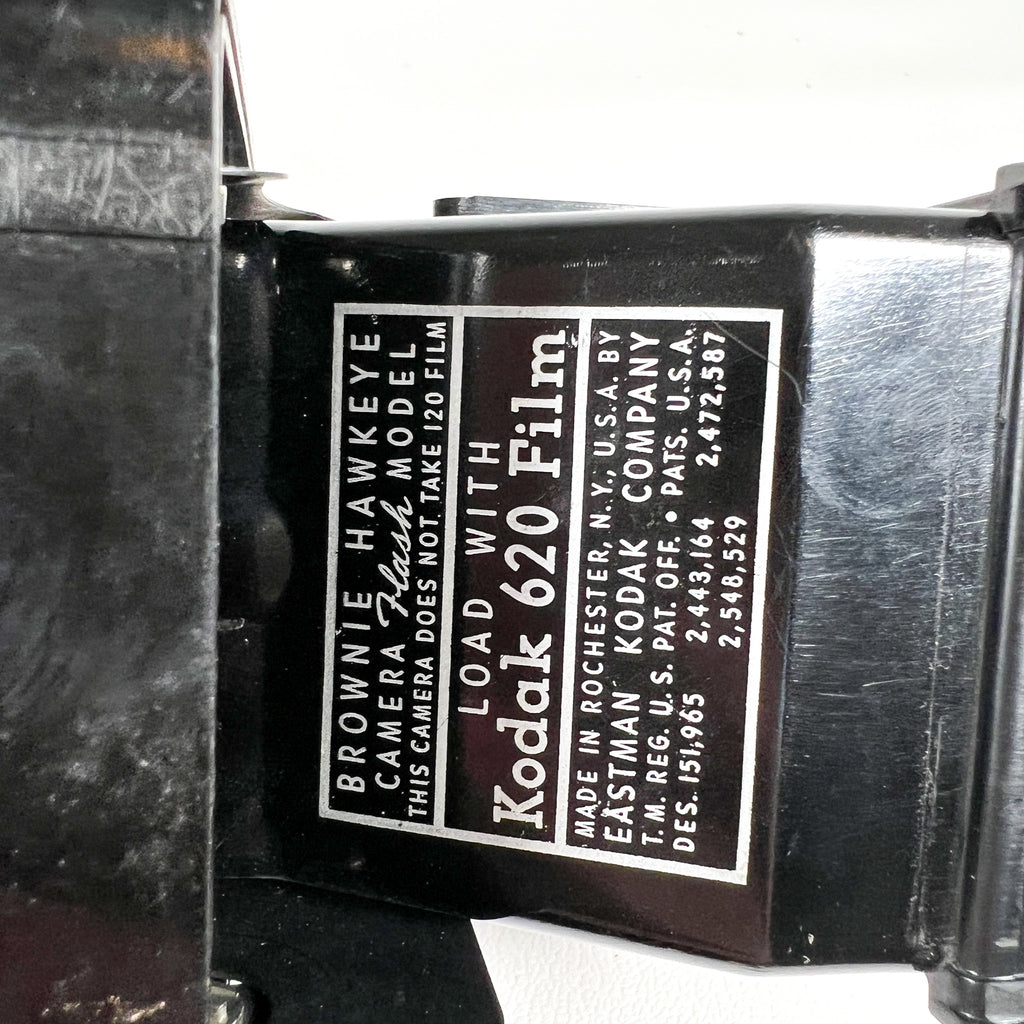 BROWNIE HAWKEYE
CAMERA Flash MODEL
THIS CAMERA DOES NOT TAKE 120 FILM
LOAD WITH
Kodak 620 Film
MADE IN ROCHESTER, N.Y., U.S.A. BY
EASTMAN KODAK COMPANY
T.M. REG. U.S. PAT. OFF. • PATS. U.S.A.
DES. 151,965 2,443,164 2,472,587
2,548,529